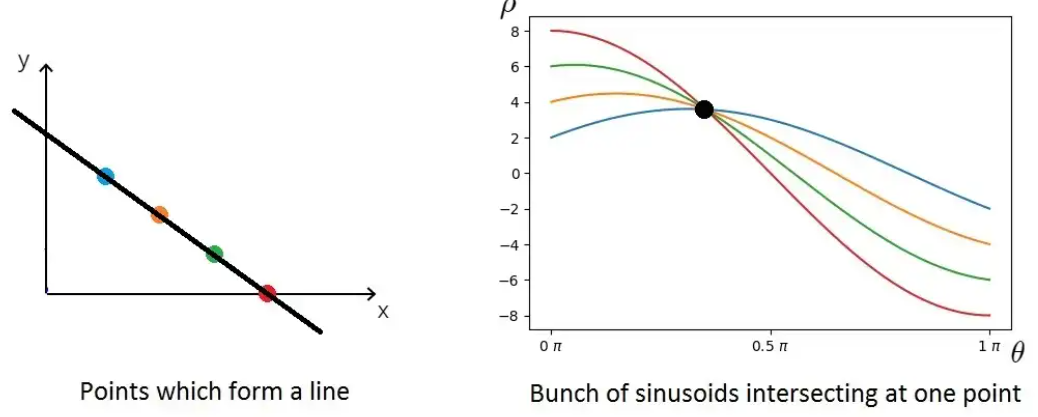 y
x
Points which form a line
ρ
8
6
4
2
0
−2
−4
−6
−8
0 π
0.5 π
1 π
θ
Bunch of sinusoids intersecting at one point